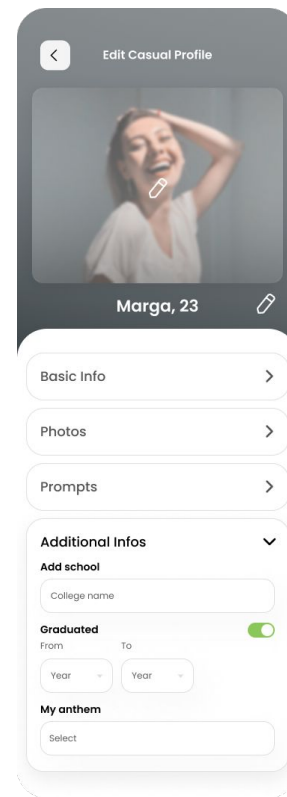 Edit Casual Profile
Marga, 23
Basic Info
Photos
Prompts
Additional Infos
Add school
College name
Graduated
From To
Year Year
My anthem
Select